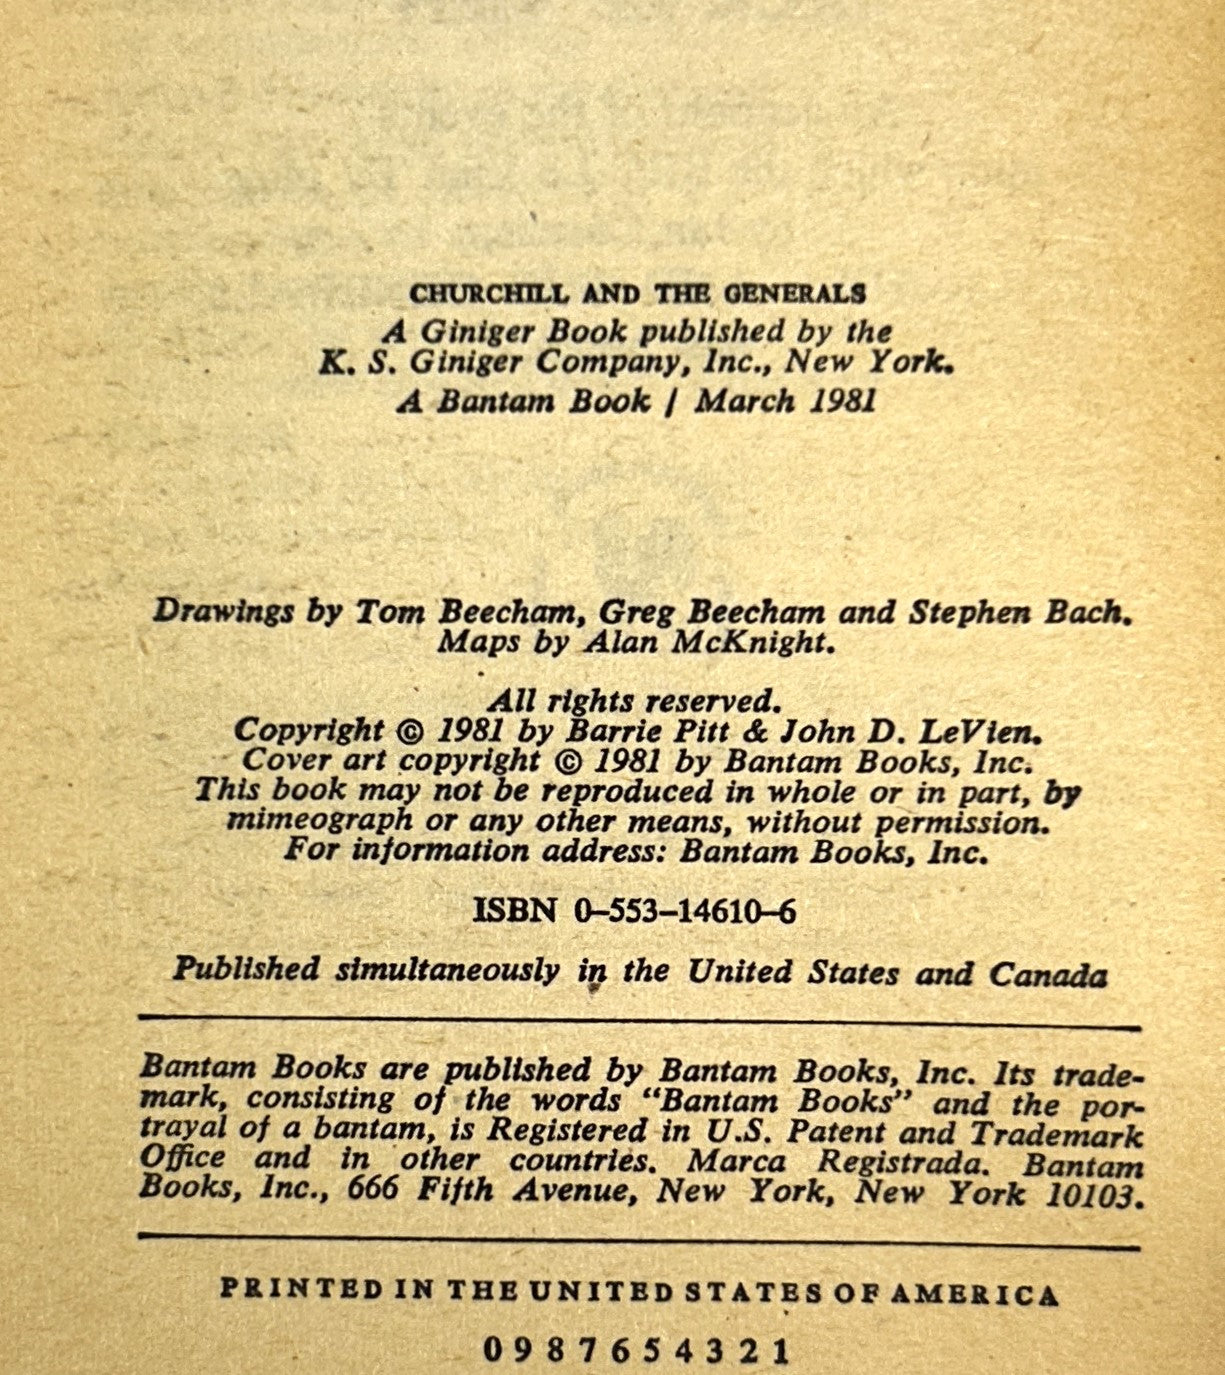 CHURCHILL AND THE GENERALS
A Giniger Book published by the
K. S. Giniger Company, Inc., New York.
A Bantam Book / March 1981
Drawings by Tom Beecham, Greg Beecham and Stephen Bach.
Maps by Alan McKnight.
All rights reserved.
Copyright © 1981 by Barrie Pitt & John D. LeVien.
Cover art copyright © 1981 by Bantam Books, Inc.
This book may not be reproduced in whole or in part, by
mimeograph or any other means, without permission.
For information address: Bantam Books, Inc.
ISBN 0–553–14610–6
Published simultaneously in the United States and Canada
Bantam Books are published by Bantam Books, Inc. Its trade-
mark, consisting of the words "Bantam Books" and the por-
trayal of a bantam, is Registered in U.S. Patent and Trademark
Office and in other countries. Marca Registrada. Bantam
Books, Inc., 666 Fifth Avenue, New York, New York 10103.
PRINTED IN THE UNITED STATES OF AMERICA
0 9 8 7 6 5 4 3 2 1